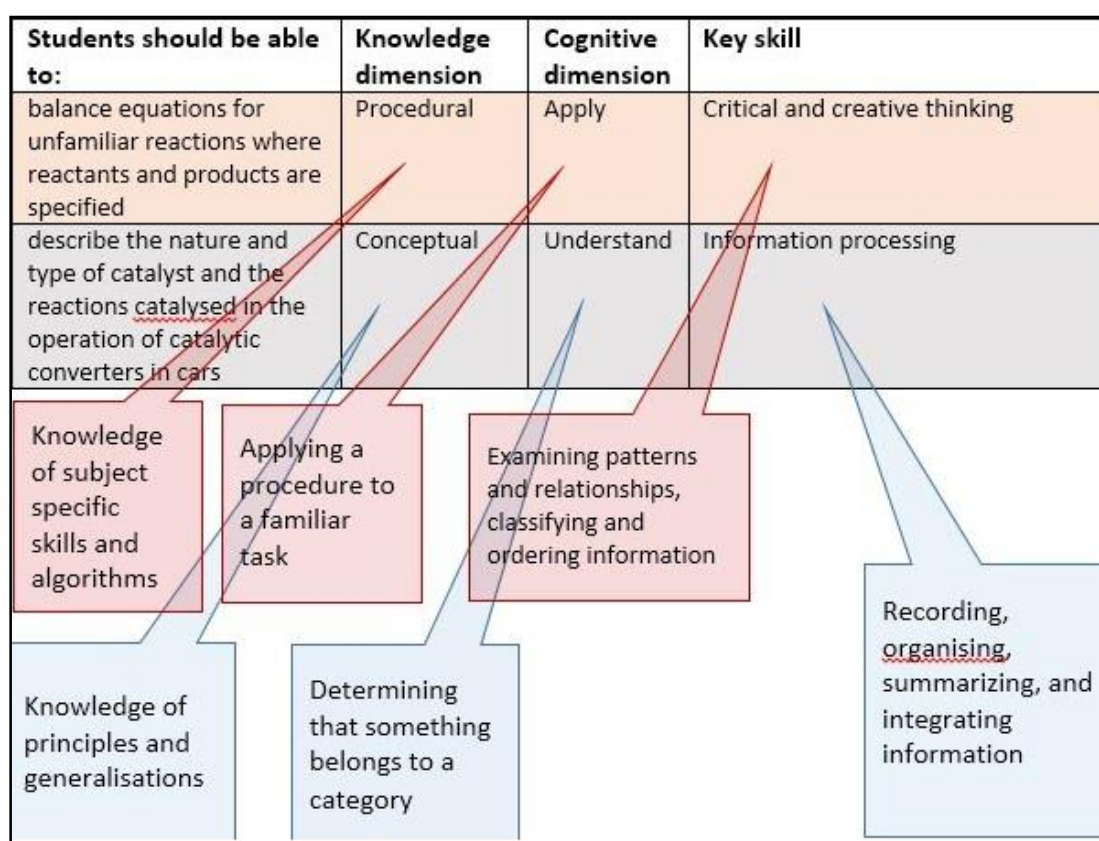 Students should be able
to:
Knowledge
dimension
Cognitive
dimension
Key skill
balance equations for
unfamiliar reactions where
reactants and products are
specified
Procedural
Apply
Critical and creative thinking
describe the nature and
type of catalyst and the
reactions catalysed in the
operation of catalytic
converters in cars
Conceptual
Understand
Information processing
Knowledge
of subject
specific
skills and
algorithms
Applying a
procedure to
a familiar
task
Examining patterns
and relationships,
classifying and
ordering information
Knowledge of
principles and
generalisations
Determining
that something
belongs to a
category
Recording,
organising,
summarizing, and
integrating
information